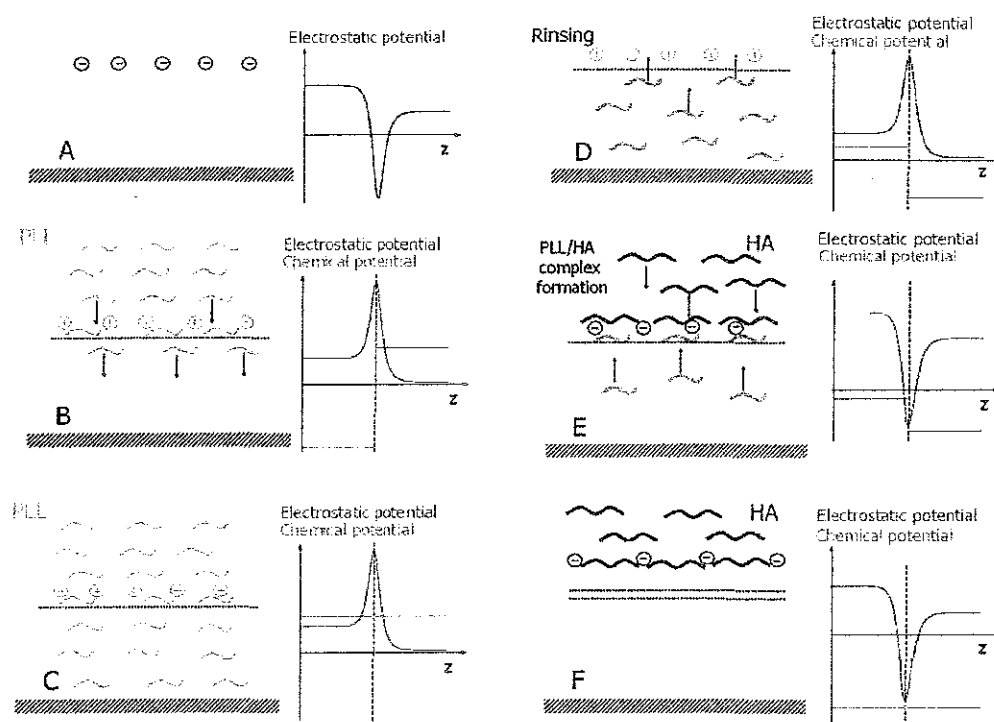 Electrostatic potential
⊖ ⊖ ⊖ ⊖ ⊖
z
A
PLL
Electrostatic potential
Chemical potential
z
B
PLL
Electrostatic potential
Chemical potential
z
C
Rinsing
Electrostatic potential
Chemical potential
z
D
PLL/HA
complex
formation
HA
Electrostatic potential
Chemical potential
z
E
HA
Electrostatic potential
Chemical potential
z
F